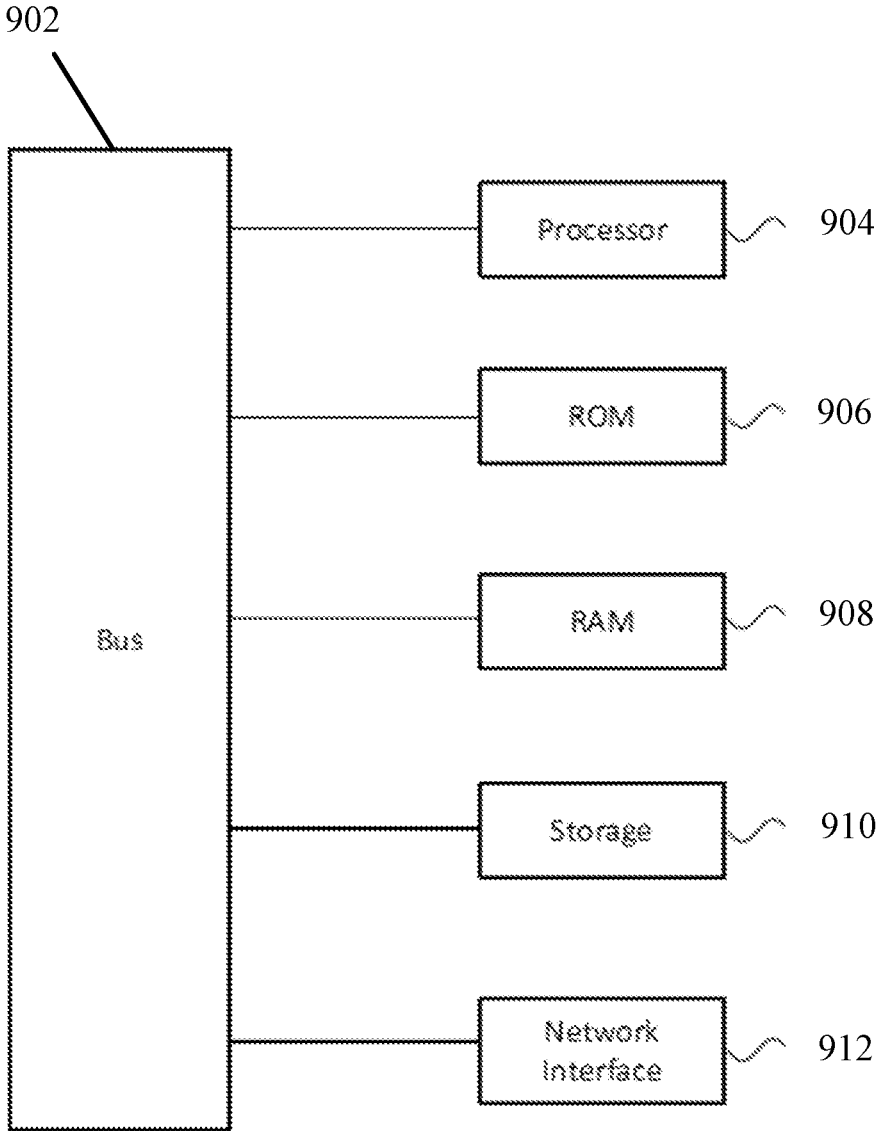 902
Processor
904
ROM
906
RAM
908
Bus
Storage
910
Network
Interface
912